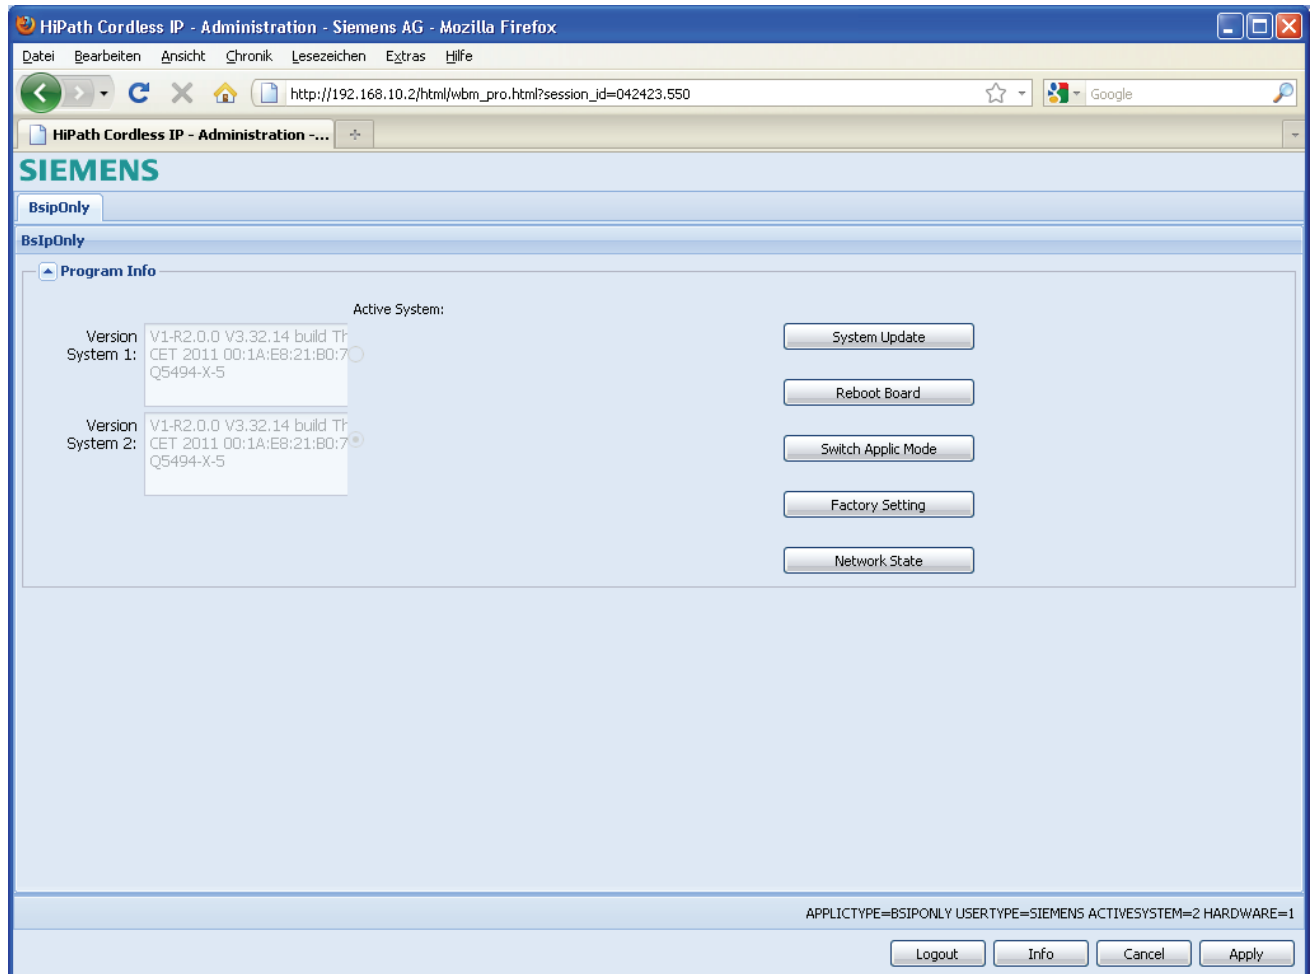 HiPath Cordless IP - Administration - Siemens AG - Mozilla Firefox
Datei Bearbeiten Ansicht Chronik Lesezeichen Extras Hilfe
http://192.168.10.2/html/wbm_pro.html?session_id=042423.550
Google
HiPath Cordless IP - Administration -...
SIEMENS
BsipOnly
BsIpOnly
Program Info
Active System:
Version System 1:
V1-R2.0.0 V3.32.14 build Th
CET 2011 00:1A:E8:21:B0:7
Q5494-X-5
System Update
Reboot Board
Version System 2:
V1-R2.0.0 V3.32.14 build Th
CET 2011 00:1A:E8:21:B0:7
Q5494-X-5
Switch Applic Mode
Factory Setting
Network State
APPLICTYPE=BSIPONLY USERTYPE=SIEMENS ACTIVESYSTEM=2 HARDWARE=1
Logout Info Cancel Apply